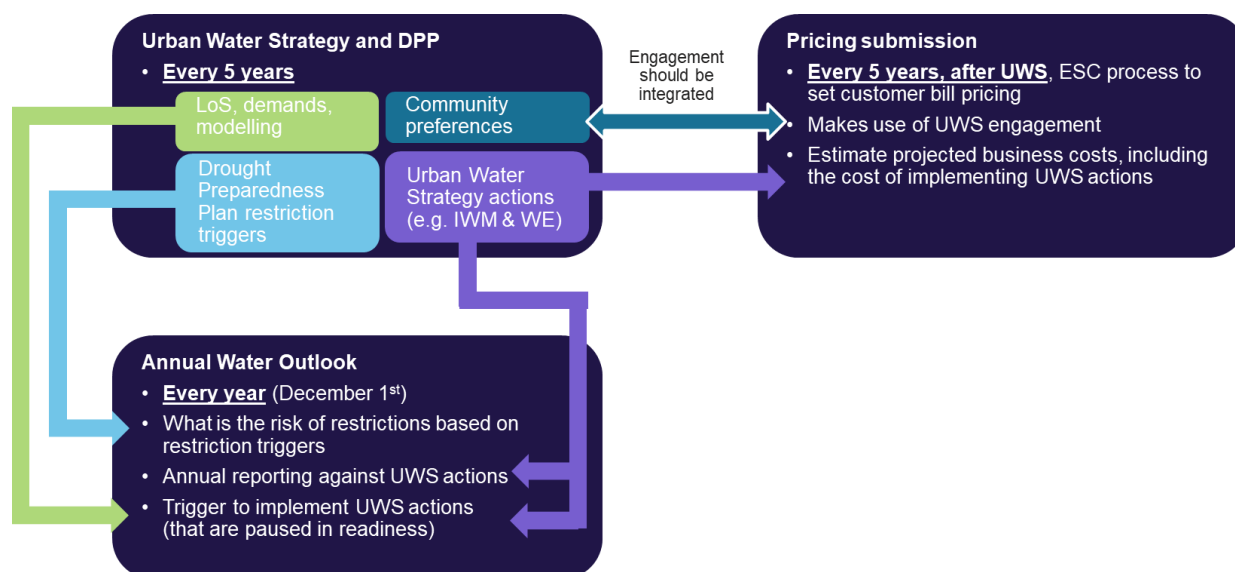 Urban Water Strategy and DPP
• Every 5 years
LoS, demands,
modelling
Community
preferences
Drought
Preparedness
Plan restriction
triggers
Urban Water
Strategy actions
(e.g. IWM & WE)
Engagement
should be
integrated
Pricing submission
• Every 5 years, after UWS, ESC process to
set customer bill pricing
• Makes use of UWS engagement
• Estimate projected business costs, including
the cost of implementing UWS actions
Annual Water Outlook
• Every year (December 1st)
• What is the risk of restrictions based on
restriction triggers
• Annual reporting against UWS actions
• Trigger to implement UWS actions
(that are paused in readiness)